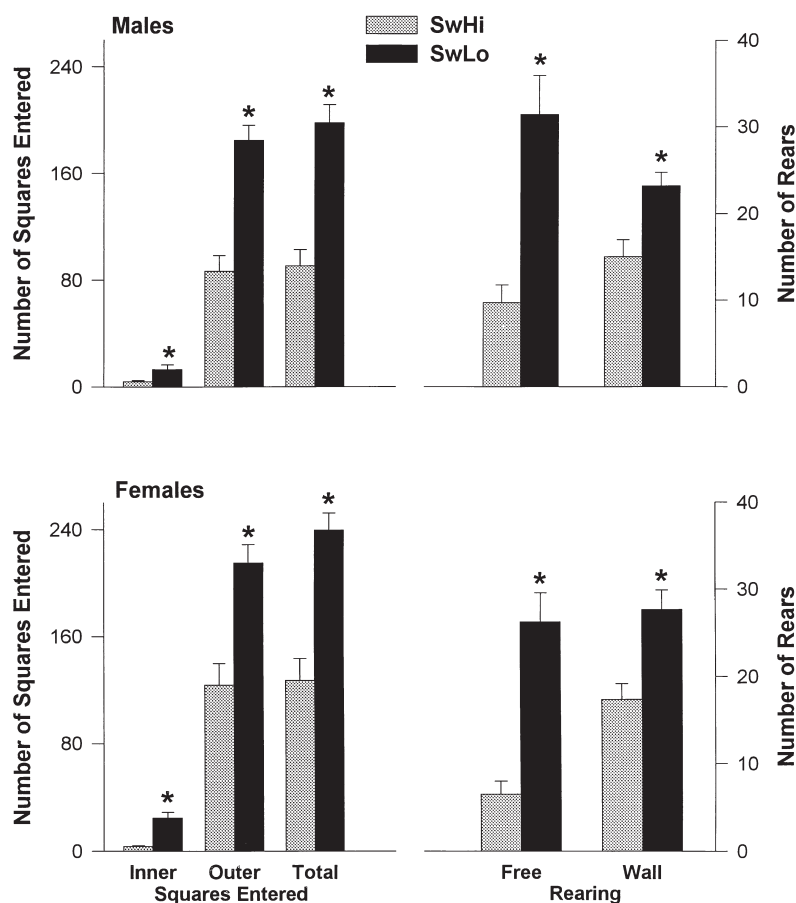 Males
SwHi
SwLo
Number of Squares Entered
240
160
80
0
*
*
*
*
*
40
30
20
10
0
Number of Rears
Females
Number of Squares Entered
240
160
80
0
*
*
*
*
*
40
30
20
10
0
Number of Rears
Inner Outer Total
Squares Entered
Free Wall
Rearing